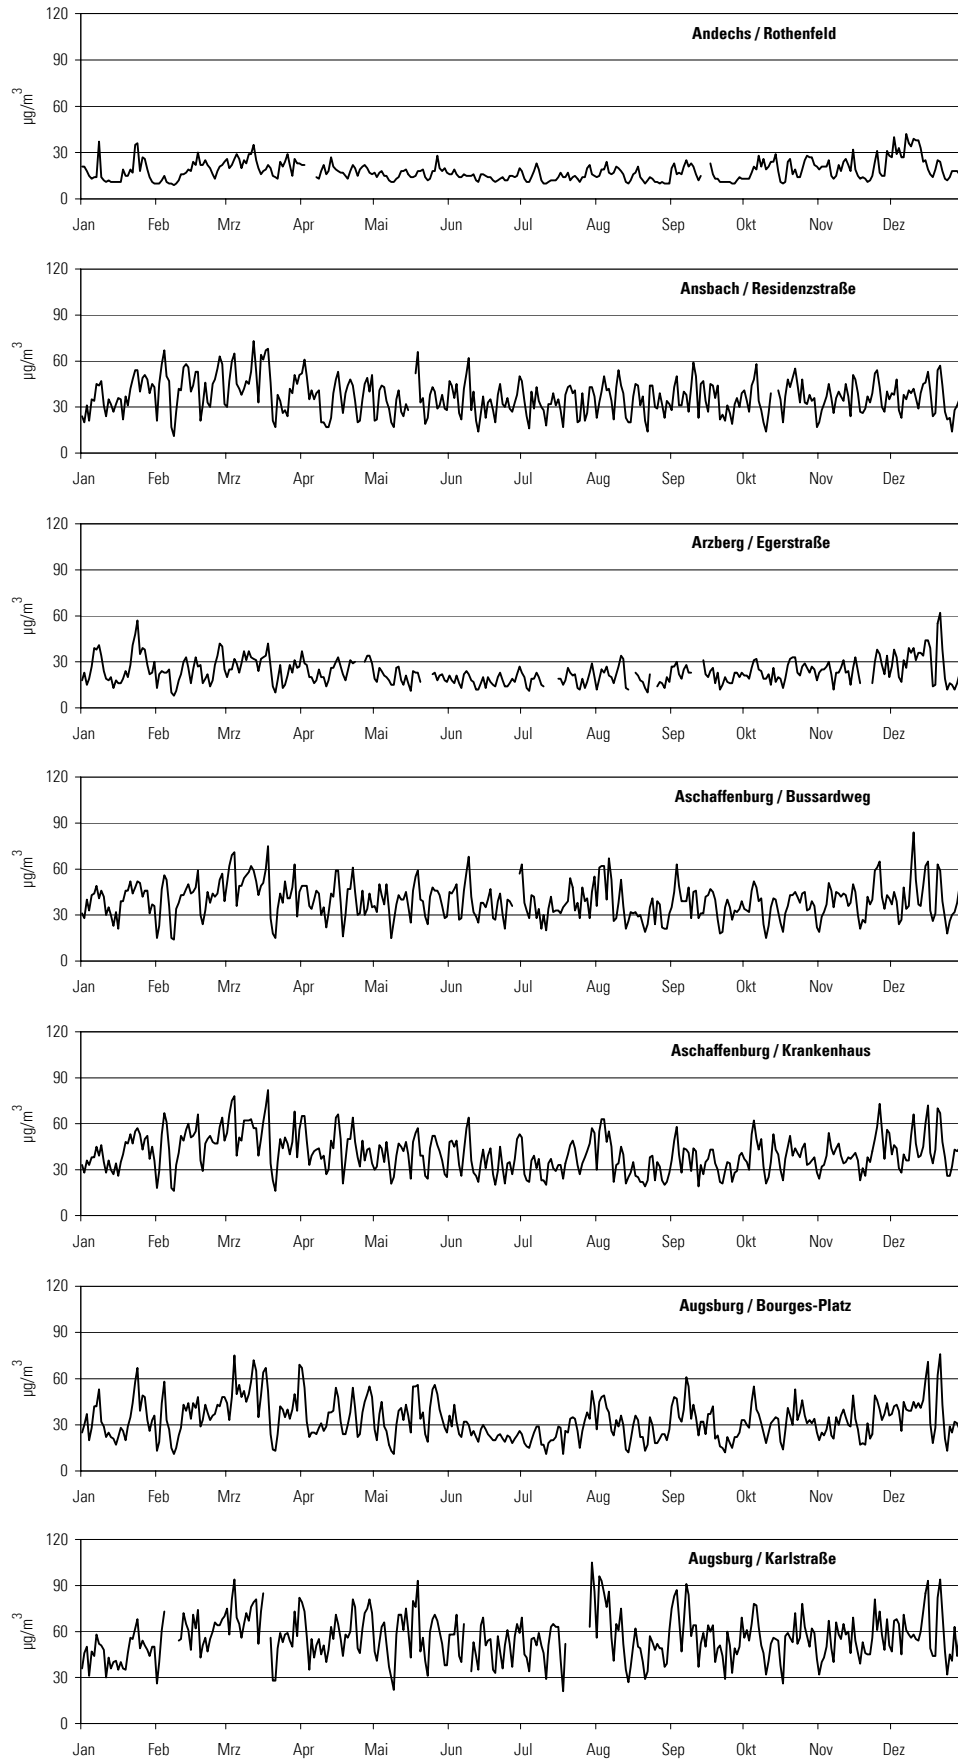 Andechs / Rothenfeld
µg/m³
120
90
60
30
0
Jan Feb Mrz Apr Mai Jun Jul Aug Sep Okt Nov Dez
Ansbach / Residenzstraße
µg/m³
120
90
60
30
0
Jan Feb Mrz Apr Mai Jun Jul Aug Sep Okt Nov Dez
Arzberg / Egerstraße
µg/m³
120
90
60
30
0
Jan Feb Mrz Apr Mai Jun Jul Aug Sep Okt Nov Dez
Aschaffenburg / Bussardweg
µg/m³
120
90
60
30
0
Jan Feb Mrz Apr Mai Jun Jul Aug Sep Okt Nov Dez
Aschaffenburg / Krankenhaus
µg/m³
120
90
60
30
0
Jan Feb Mrz Apr Mai Jun Jul Aug Sep Okt Nov Dez
Augsburg / Bourges-Platz
µg/m³
120
90
60
30
0
Jan Feb Mrz Apr Mai Jun Jul Aug Sep Okt Nov Dez
Augsburg / Karlstraße
µg/m³
120
90
60
30
0
Jan Feb Mrz Apr Mai Jun Jul Aug Sep Okt Nov Dez